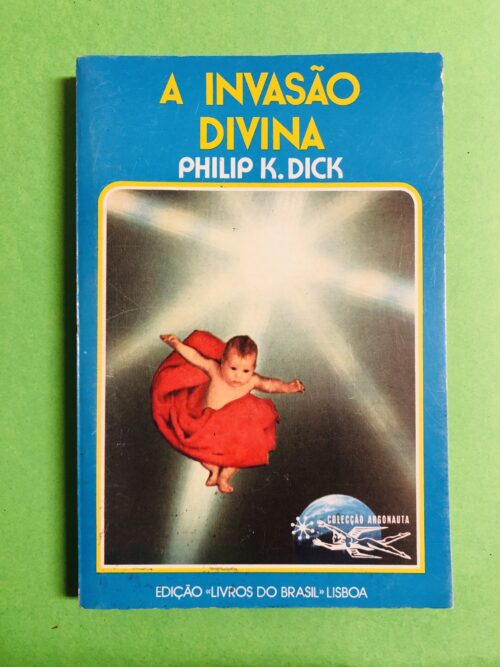 A INVASÃO
DIVINA
PHILIP K. DICK
COLECÇÃO ARGONAUTA
EDIÇÃO «LIVROS DO BRASIL» LISBOA